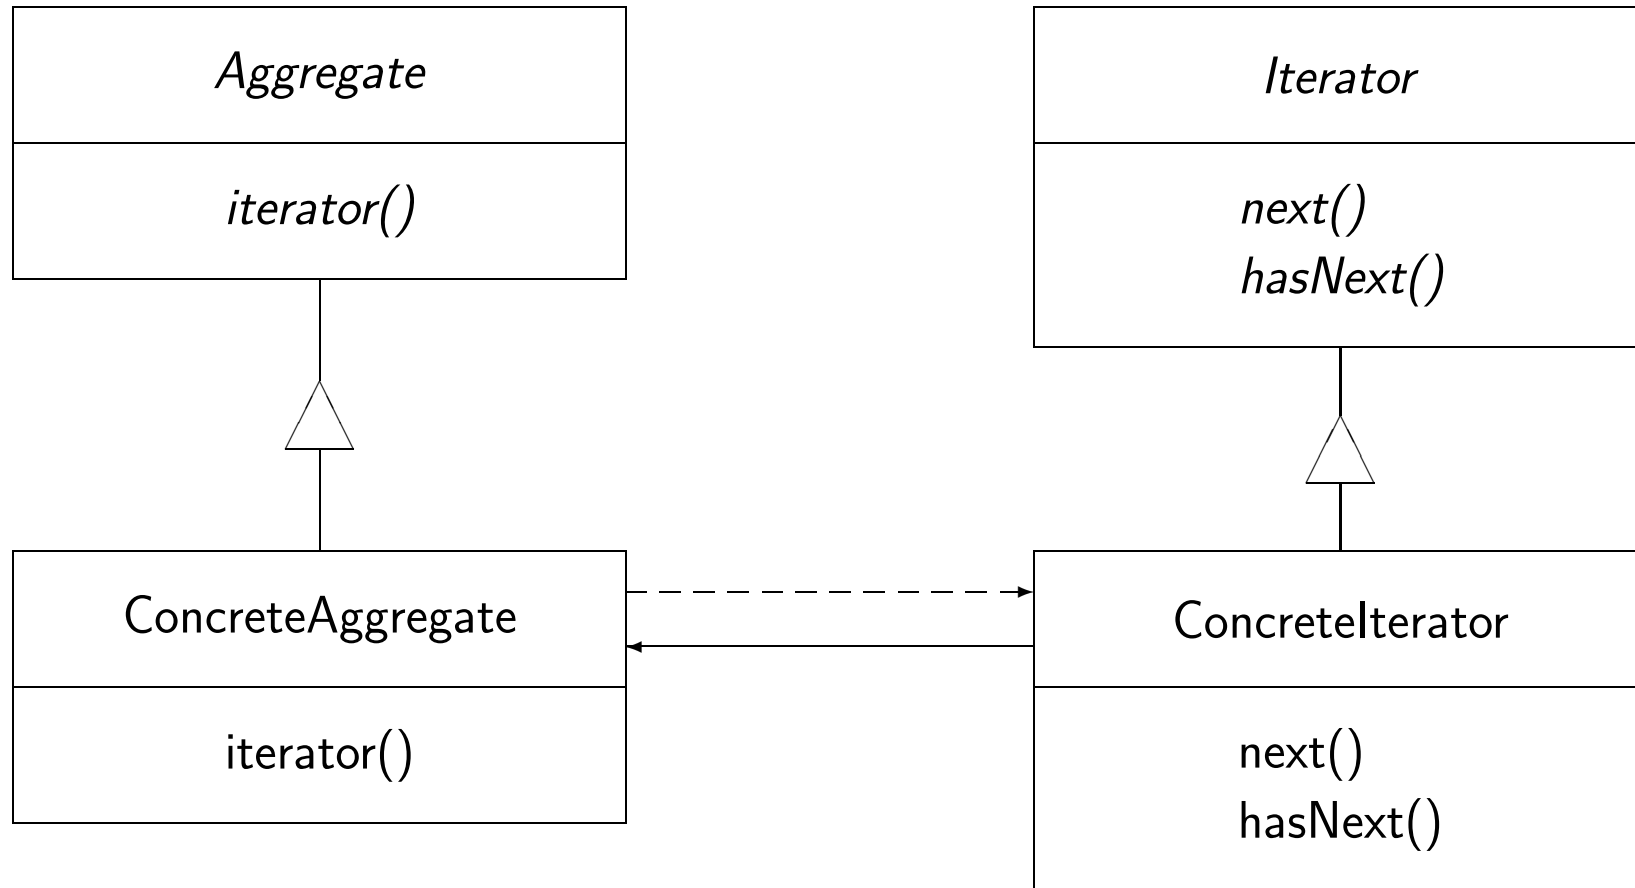 Aggregate
iterator()
Iterator
next()
hasNext()
ConcreteAggregate
iterator()
ConcreteIterator
next()
hasNext()